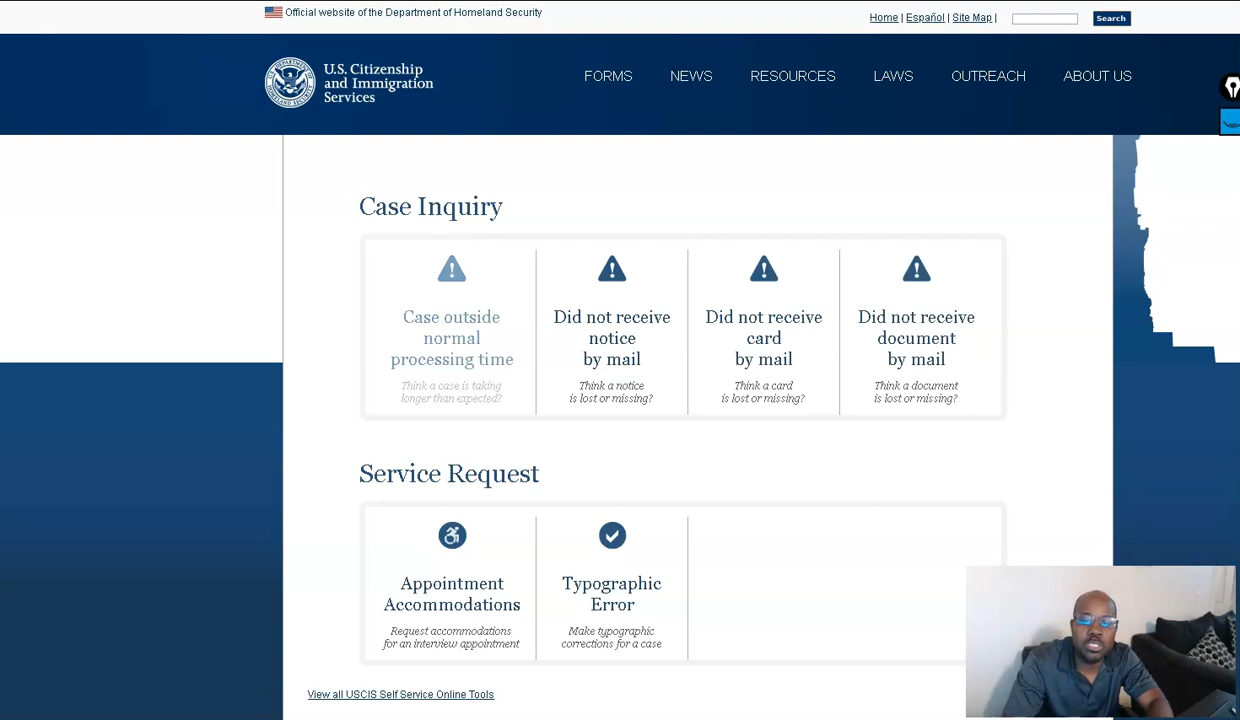 Official website of the Department of Homeland Security
Home | Español | Site Map |
Search
U.S. Citizenship
and Immigration
Services
FORMS NEWS RESOURCES LAWS OUTREACH ABOUT US
Case Inquiry
Case outside
normal
processing time
Think a case is taking
longer than expected?
Did not receive
notice
by mail
Think a notice
is lost or missing?
Did not receive
card
by mail
Think a card
is lost or missing?
Did not receive
document
by mail
Think a document
is lost or missing?
Service Request
Appointment
Accommodations
Request accommodations
for an interview appointment
Typographic
Error
Make typographic
corrections for a case
View all USCIS Self Service Online Tools